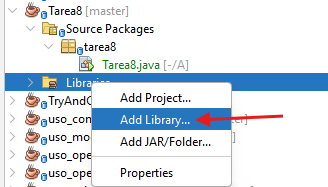 Tarea8 [master]
Source Packages
tarea8
Tarea8.java [-/A]
Libraries
Add Project...
Add Library...
Add JAR/Folder...
Properties
TryAndC
uso_con
uso_mo
uso_ope
uso_ope